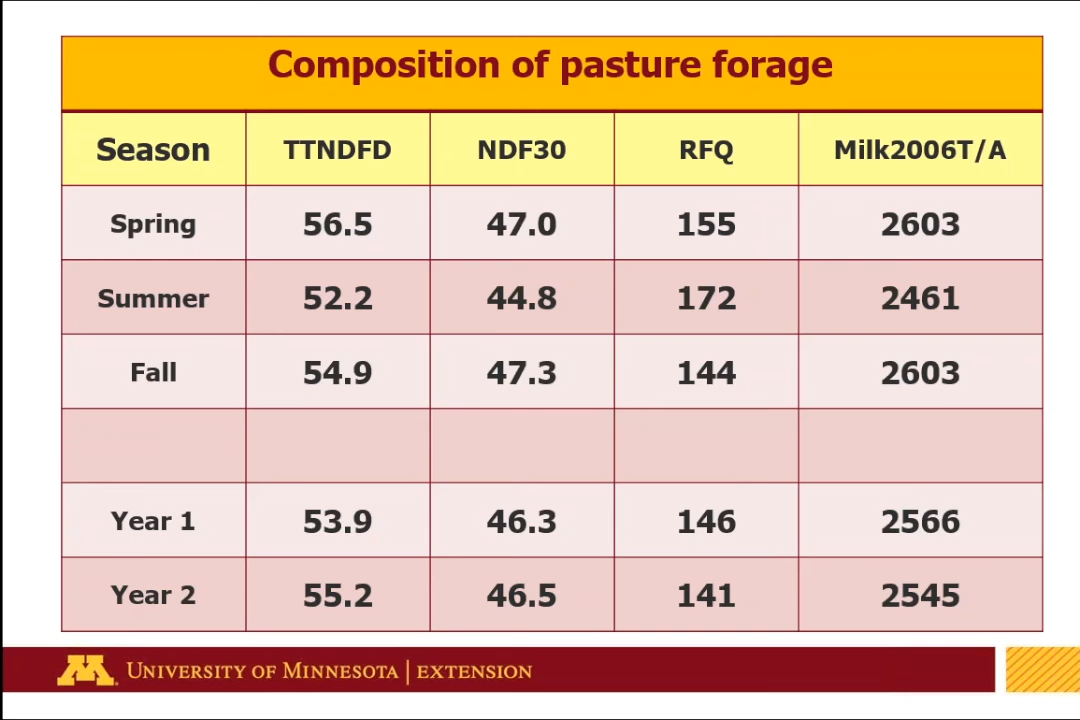 Composition of pasture forage
Season TTNDFD NDF30 RFQ Milk2006T/A
Spring 56.5 47.0 155 2603
Summer 52.2 44.8 172 2461
Fall 54.9 47.3 144 2603
Year 1 53.9 46.3 146 2566
Year 2 55.2 46.5 141 2545
M UNIVERSITY OF MINNESOTA | EXTENSION